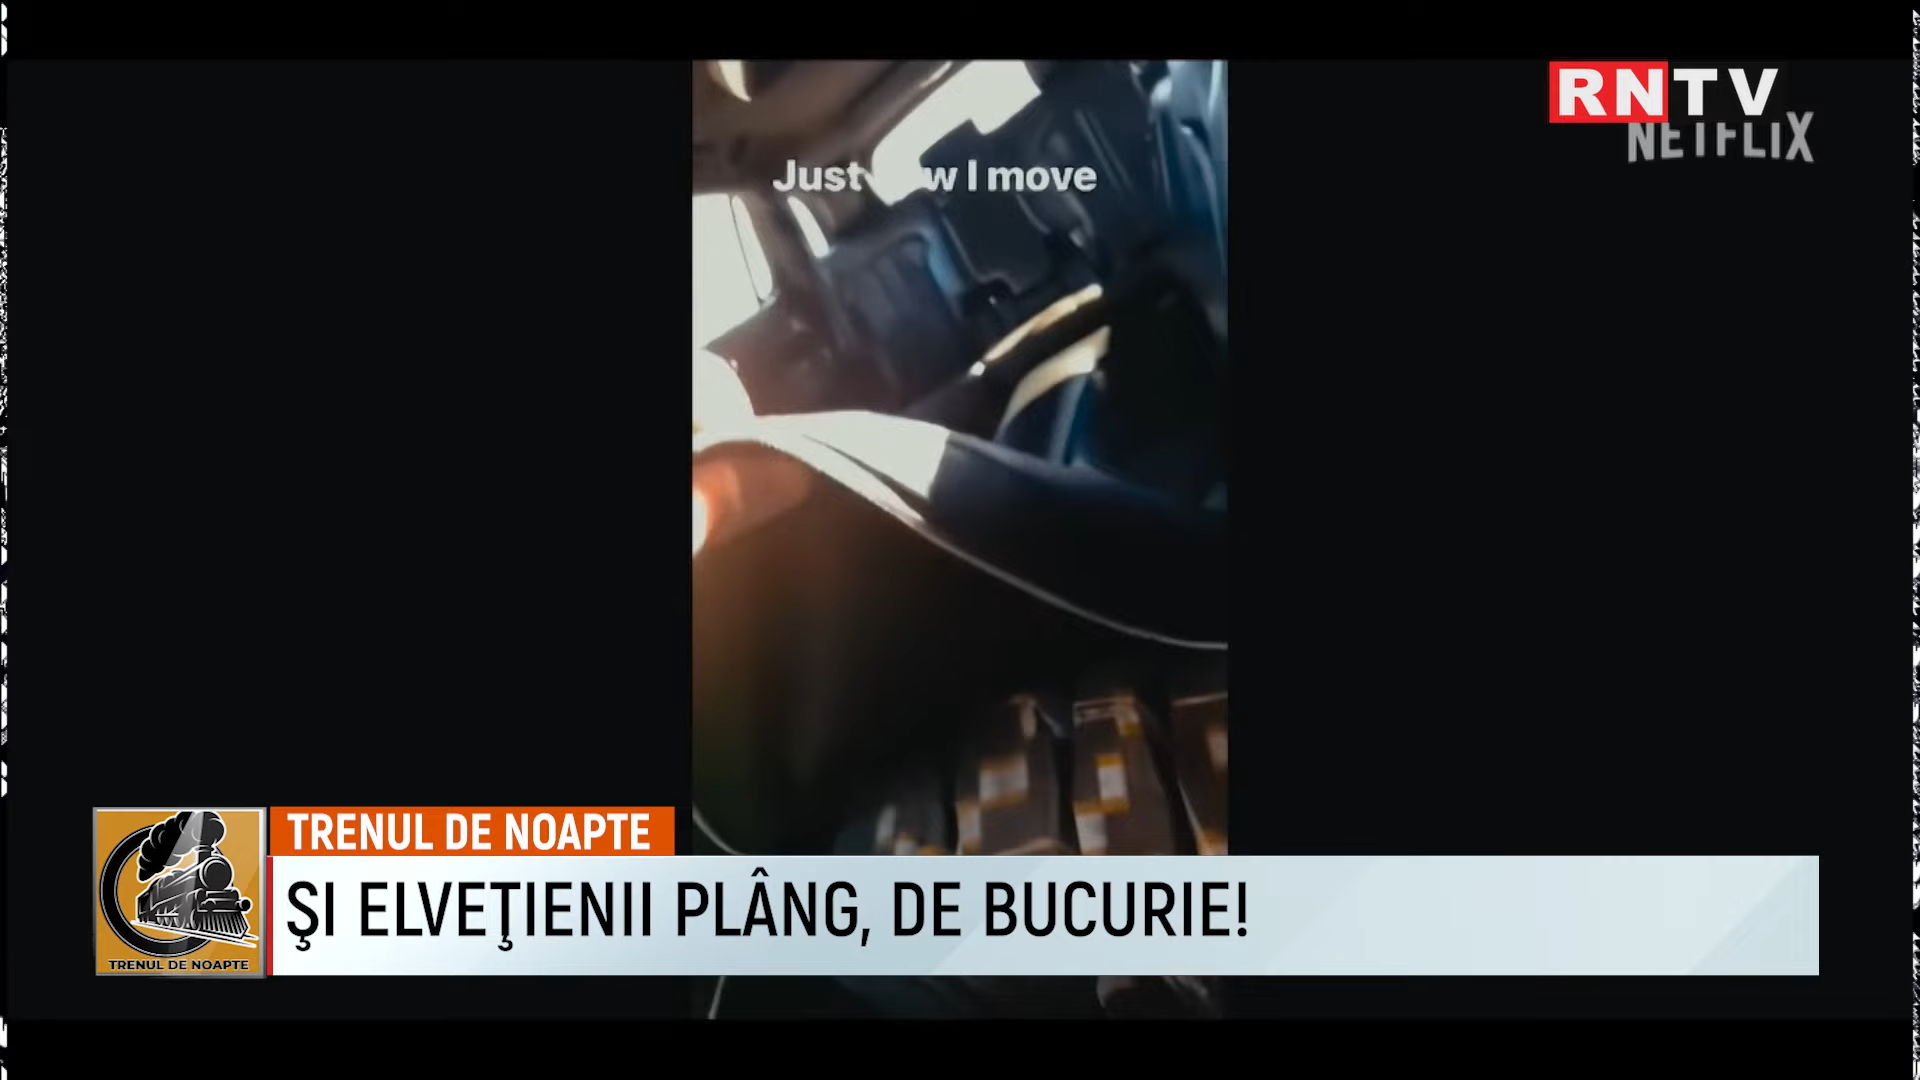 RNTV
NETFLIX
Just w I move
TRENUL DE NOAPTE
ŞI ELVEŢIENII PLÂNG, DE BUCURIE!
TRENUL DE NOAPTE